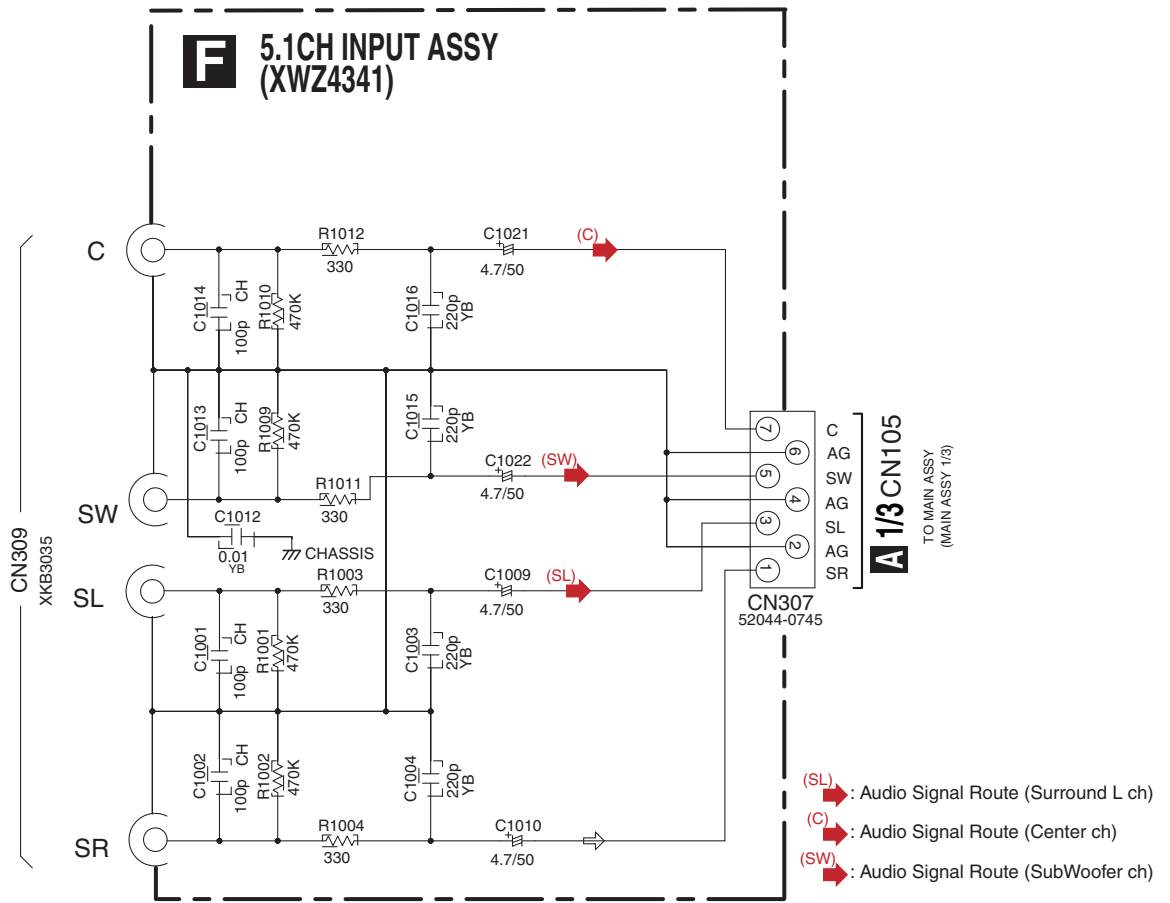 F
5.1CH INPUT ASSY
(XWZ4341)
CN309
XKB3035
C
SW
SL
SR
R1012
330
C1021
4.7/50
(C)
C1014
CH
100p
R1010
470K
C1016
220p
YB
C1013
CH
100p
R1009
470K
C1015
220p
YB
R1011
330
C1022
4.7/50
(SW)
C1012
0.01
YB
CHASSIS
R1003
330
C1009
4.7/50
(SL)
C1001
CH
100p
R1001
470K
C1003
220p
YB
C1002
CH
100p
R1002
470K
C1004
220p
YB
R1004
330
C1010
4.7/50
7 C
6 AG
5 SW
4 AG
3 SL
2 AG
1 SR
CN307
52044-0745
A 1/3 CN105
TO MAIN ASSY
(MAIN ASSY 1/3)
(SL) : Audio Signal Route (Surround L ch)
(C) : Audio Signal Route (Center ch)
(SW) : Audio Signal Route (SubWoofer ch)